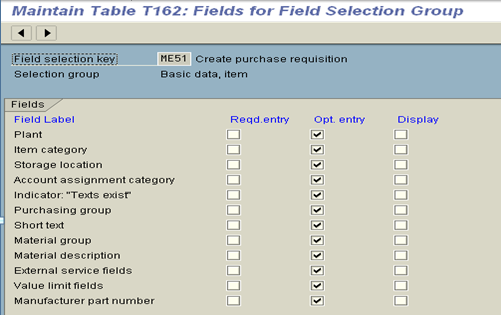 Maintain Table T162: Fields for Field Selection Group
Field selection key ME51 Create purchase requisition
Selection group Basic data, item
Fields
Field Label Reqd.entry Opt. entry Display
Plant
Item category
Storage location
Account assignment category
Indicator: "Texts exist"
Purchasing group
Short text
Material group
Material description
External service fields
Value limit fields
Manufacturer part number